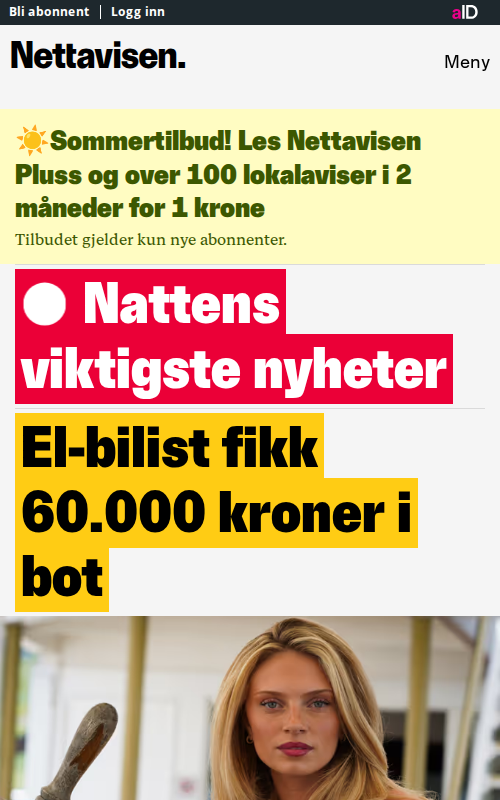 Bli abonnent | Logg inn
aID
Nettavisen.
Meny
☀️Sommertilbud! Les Nettavisen
Pluss og over 100 lokalaviser i 2
måneder for 1 krone
Tilbudet gjelder kun nye abonnenter.
⚪ Nattens
viktigste nyheter
El-bilist fikk
60.000 kroner i
bot